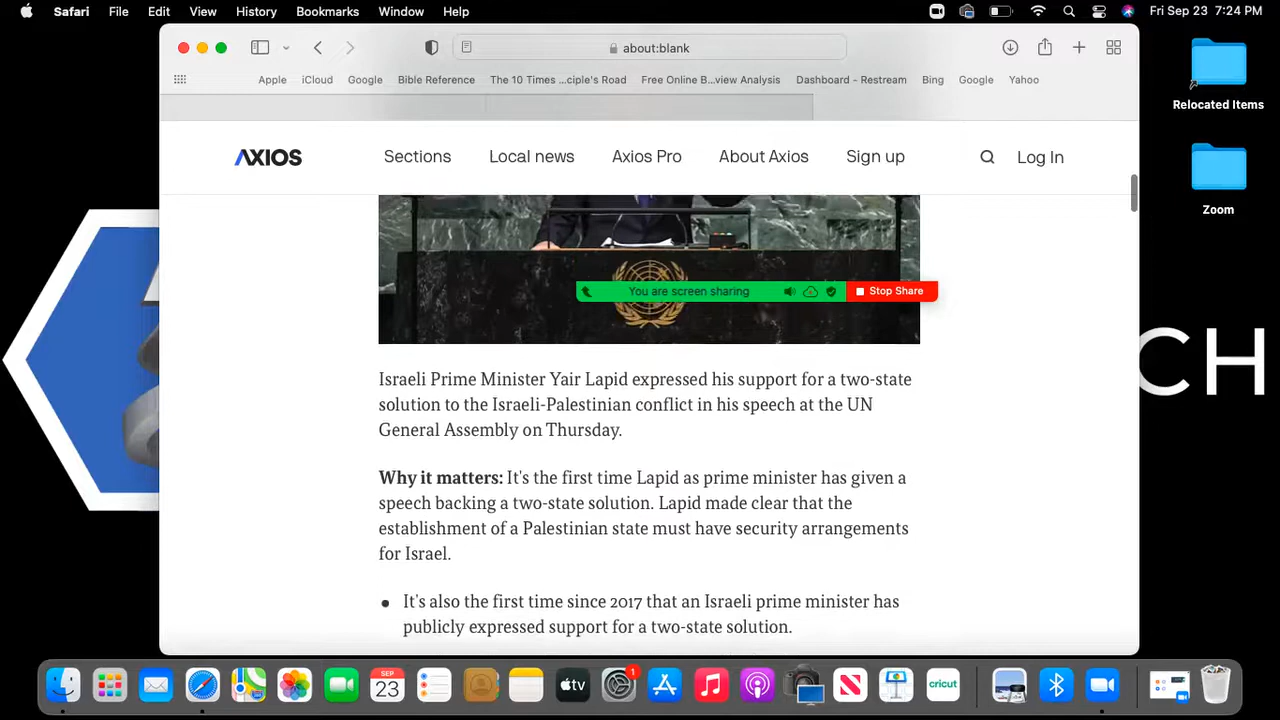 Safari File Edit View History Bookmarks Window Help Fri Sep 23 7:24 PM
about:blank
Apple iCloud Google Bible Reference The 10 Times ...ciple's Road Free Online B...view Analysis Dashboard - Restream Bing Google Yahoo
Relocated Items
AXIOS Sections Local news Axios Pro About Axios Sign up Log In
Zoom
You are screen sharing Stop Share
CH
Israeli Prime Minister Yair Lapid expressed his support for a two-state
solution to the Israeli-Palestinian conflict in his speech at the UN
General Assembly on Thursday.
Why it matters: It's the first time Lapid as prime minister has given a
speech backing a two-state solution. Lapid made clear that the
establishment of a Palestinian state must have security arrangements
for Israel.
• It's also the first time since 2017 that an Israeli prime minister has
publicly expressed support for a two-state solution.
SEP
23
tv
1
cricut